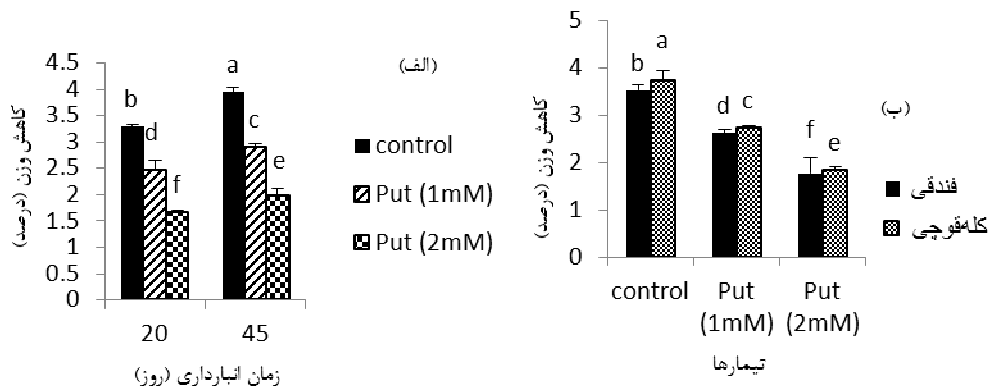 (الف)
کاهش وزن (درصد)
4.5
4
3.5
3
2.5
2
1.5
1
0.5
0
b
d
f
a
c
e
20
45
زمان انبارداری (روز)
control
Put (1mM)
Put (2mM)
(ب)
کاهش وزن (درصد)
5
4
3
2
1
0
b
a
d
c
f
e
control
Put
(1mM)
Put
(2mM)
تیمارها
فندقی
کله‌قوچی